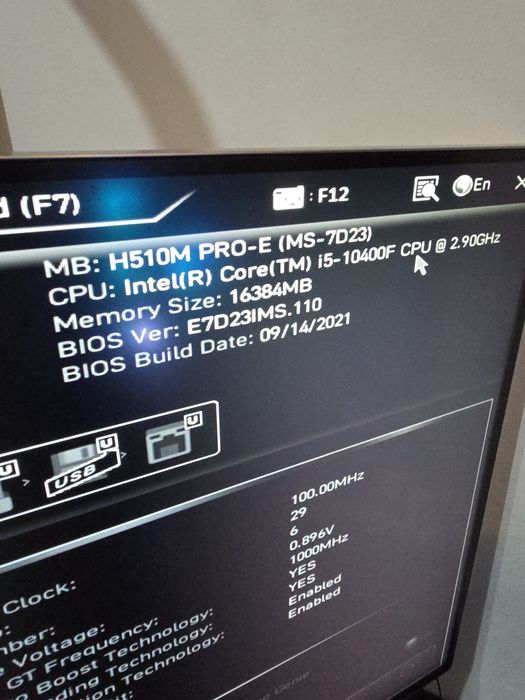 (F7)
: F12
En
X
MB: H510M PRO-E (MS-7D23)
CPU: Intel(R) Core(TM) i5-10400F CPU @ 2.90GHz
Memory Size: 16384MB
BIOS Ver: E7D23IMS.110
BIOS Build Date: 09/14/2021
U
U
U
USB
100.00MHz
29
6
0.896V
1000MHz
YES
YES
Enabled
Enabled
Clock:
Voltage:
GT Frequency:
Boost Technology:
Technology: